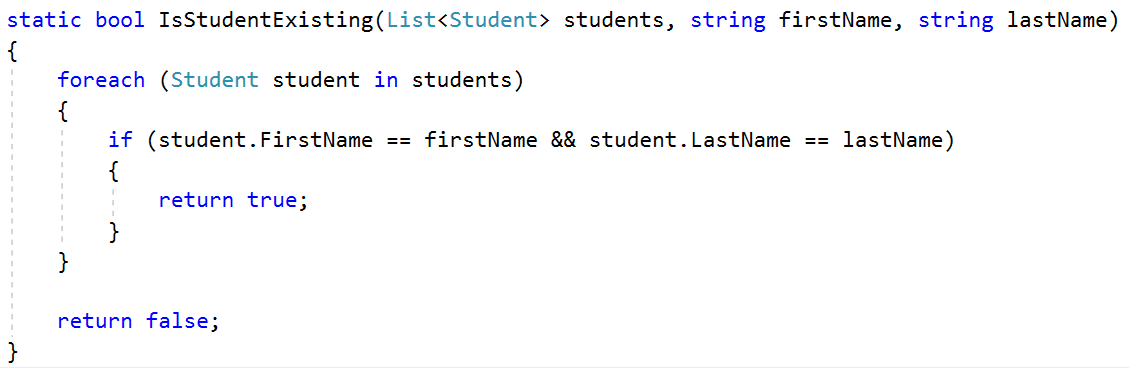 static bool IsStudentExisting(List<Student> students, string firstName, string lastName)
{
    foreach (Student student in students)
    {
        if (student.FirstName == firstName && student.LastName == lastName)
        {
            return true;
        }
    }

    return false;
}